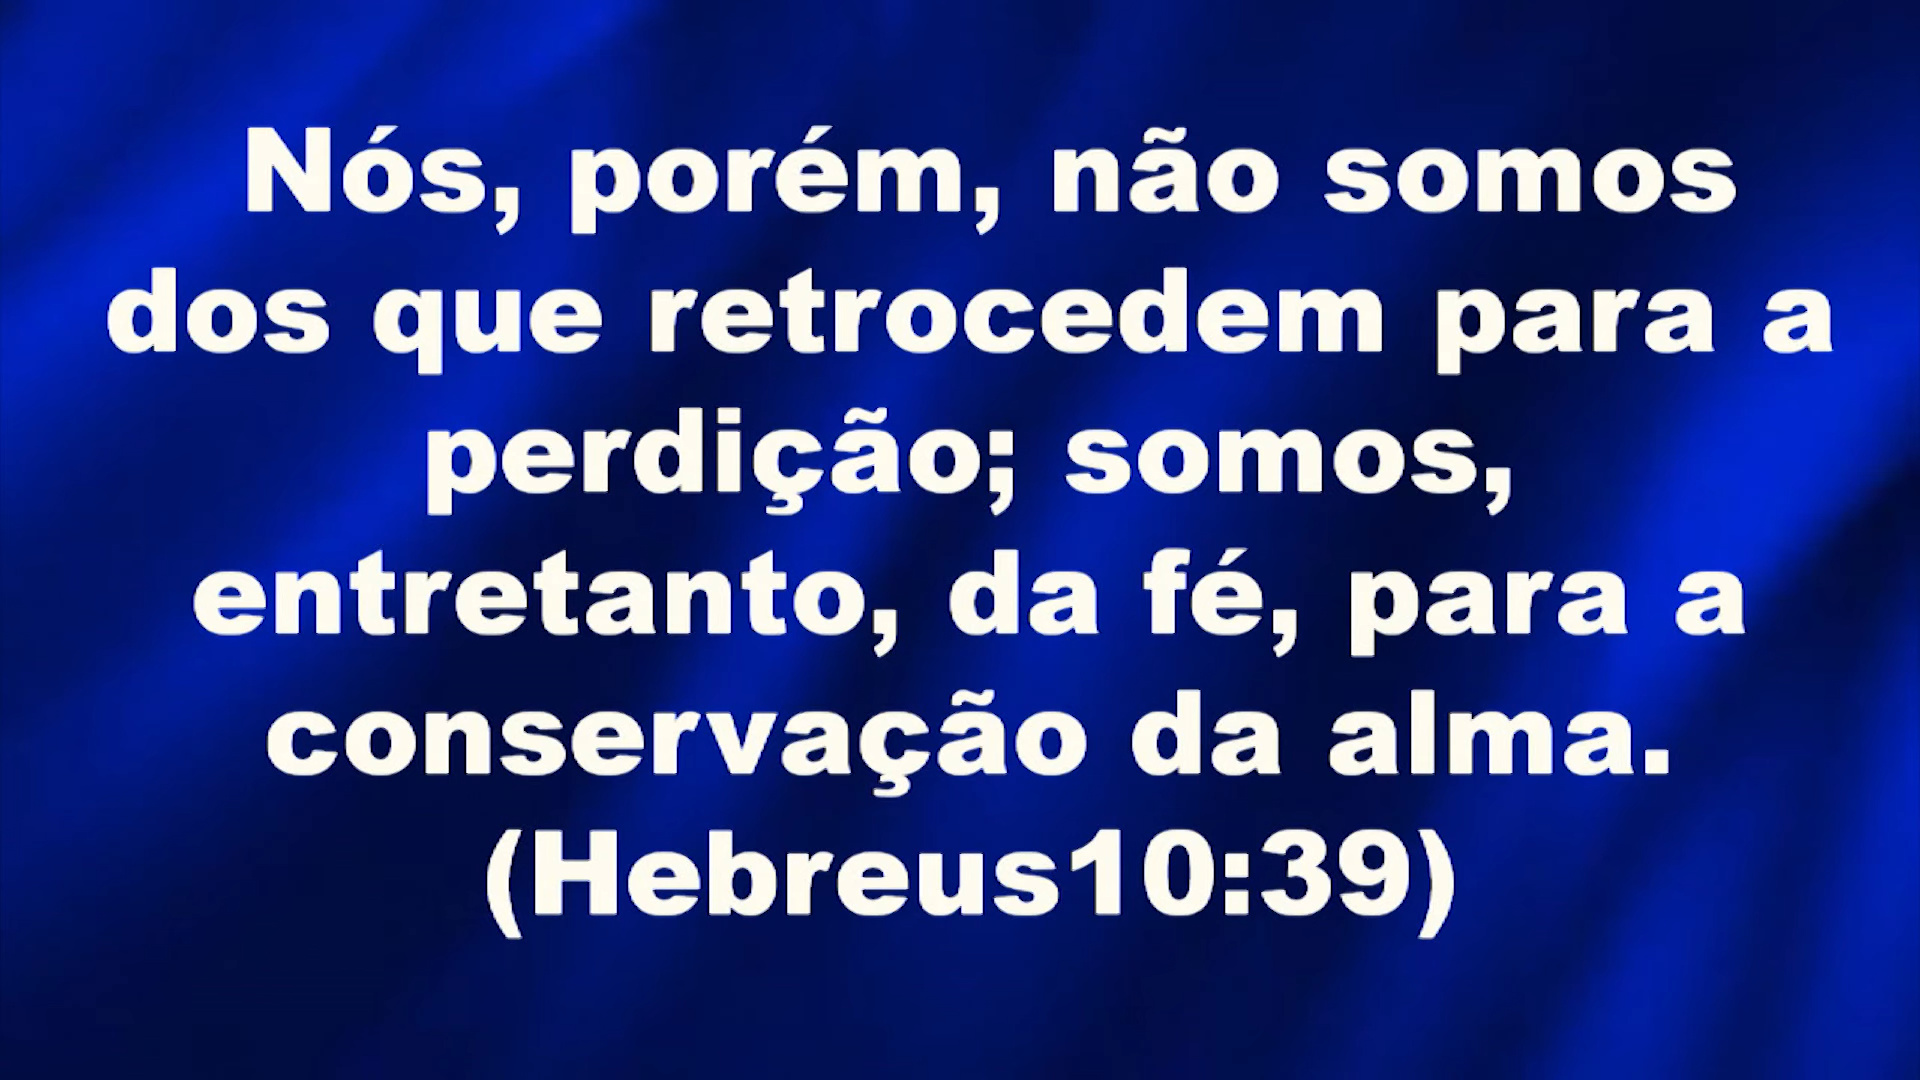 Nós, porém, não somos
dos que retrocedem para a
perdição; somos,
entretanto, da fé, para a
conservação da alma.
(Hebreus10:39)